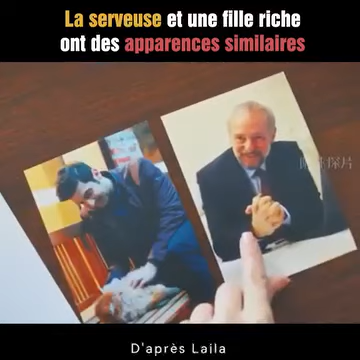 La serveuse et une fille riche
ont des apparences similaires
D'après Laila